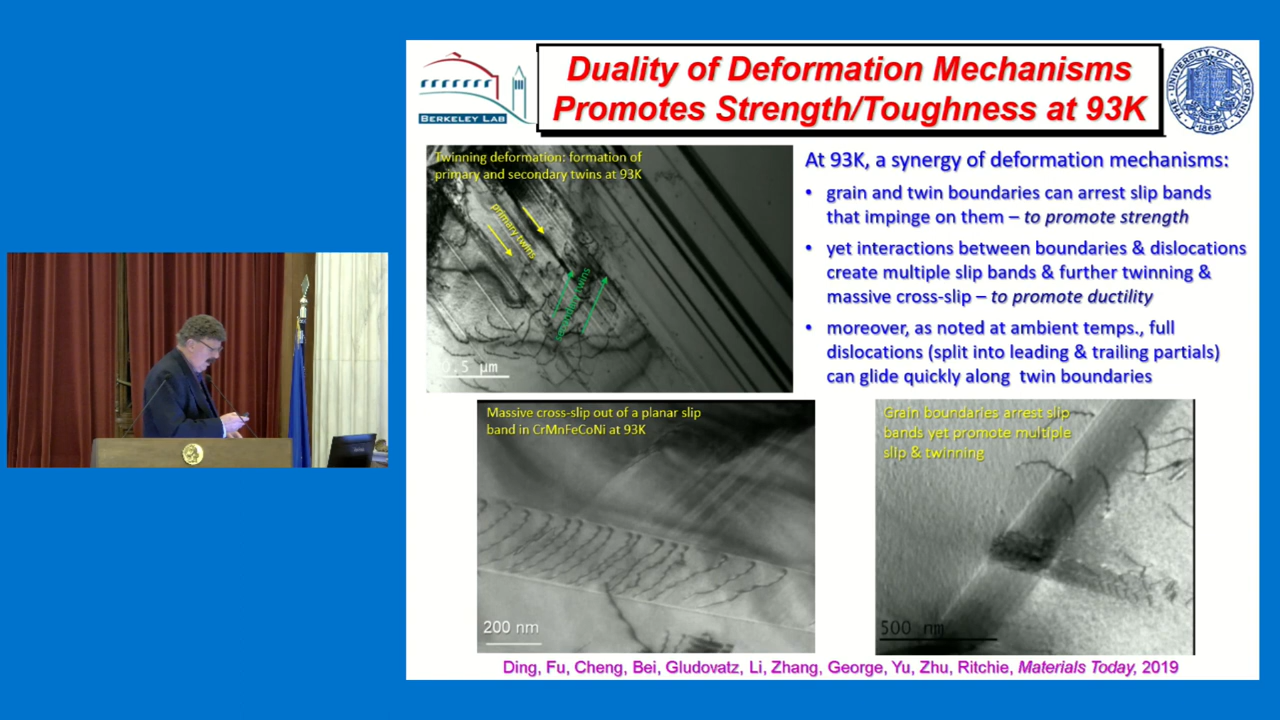 Duality of Deformation Mechanisms
Promotes Strength/Toughness at 93K
BERKELEY LAB
THE · UNIVERSITY · OF · CALIFORNIA
· 1868 ·
Twinning deformation: formation of
primary and secondary twins at 93K
primary twins
secondary twins
0.5 μm
At 93K, a synergy of deformation mechanisms:
• grain and twin boundaries can arrest slip bands
that impinge on them – to promote strength
• yet interactions between boundaries & dislocations
create multiple slip bands & further twinning &
massive cross-slip – to promote ductility
• moreover, as noted at ambient temps., full
dislocations (split into leading & trailing partials)
can glide quickly along twin boundaries
Massive cross-slip out of a planar slip
band in CrMnFeCoNi at 93K
200 nm
Grain boundaries arrest slip
bands yet promote multiple
slip & twinning
500 nm
Ding, Fu, Cheng, Bei, Gludovatz, Li, Zhang, George, Yu, Zhu, Ritchie, Materials Today, 2019